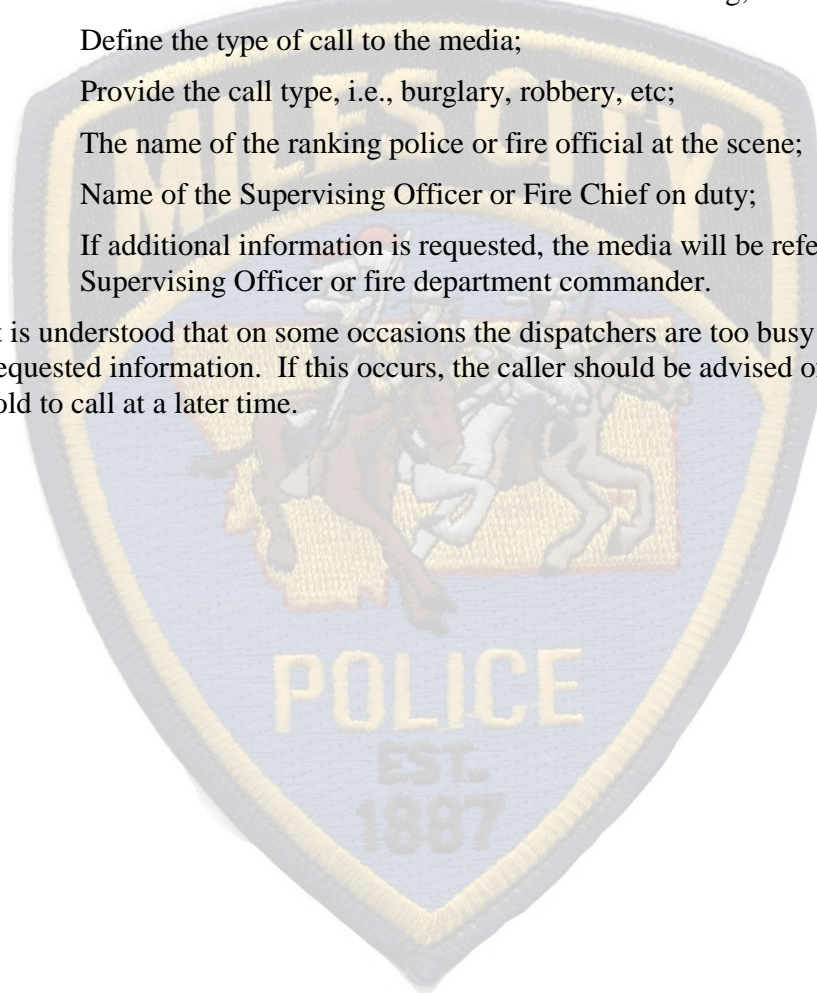 g,
Define the type of call to the media;
Provide the call type, i.e., burglary, robbery, etc;
The name of the ranking police or fire official at the scene;
Name of the Supervising Officer or Fire Chief on duty;
If additional information is requested, the media will be refe
Supervising Officer or fire department commander.
t is understood that on some occasions the dispatchers are too busy
equested information.  If this occurs, the caller should be advised o
old to call at a later time.
MILES CITY
POLICE
EST.
1887